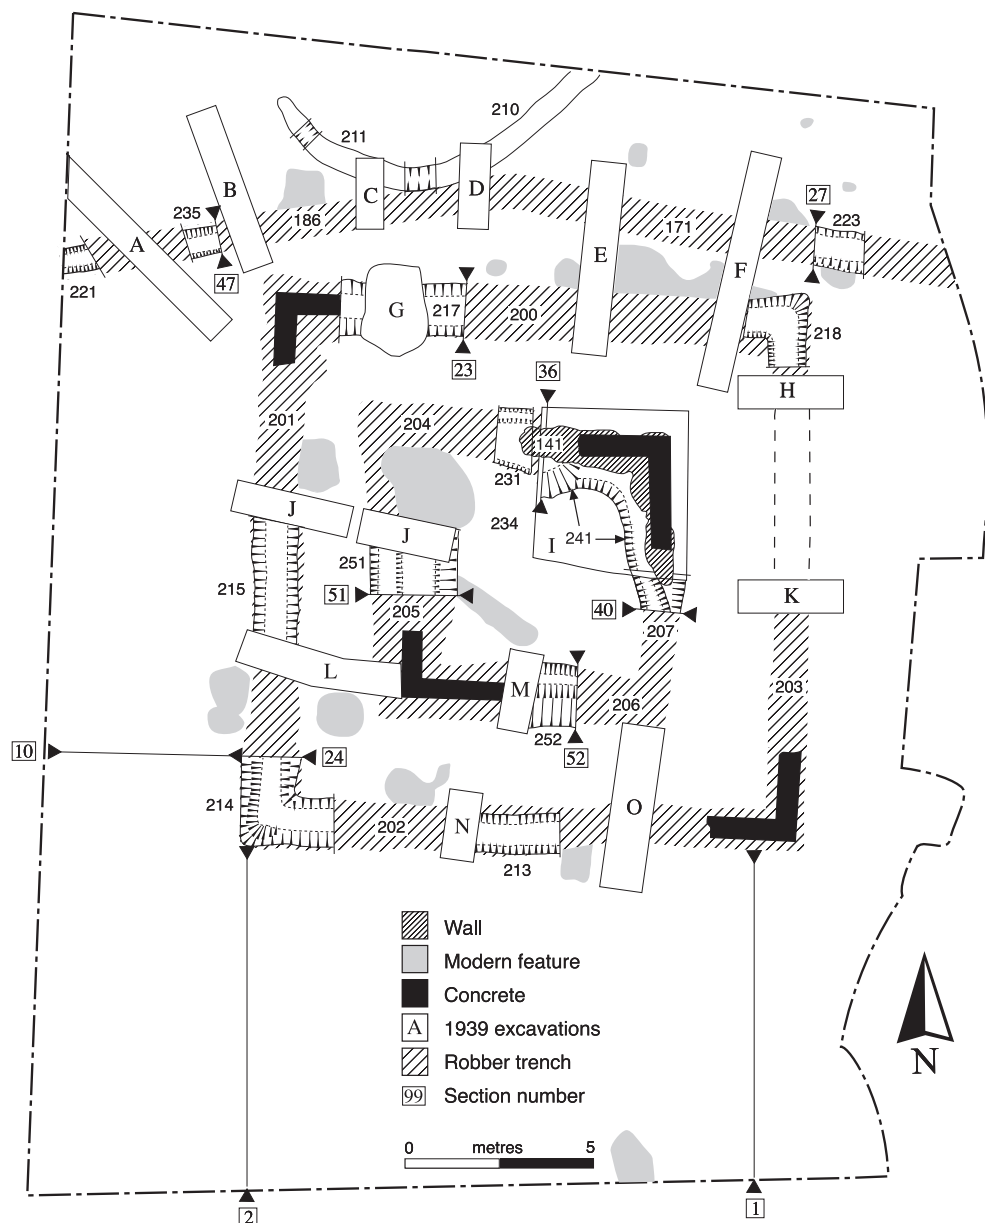 210
211
B
C
D
27
235
186
171
223
A
E
F
221
47
G
217
200
218
23
36
H
201
204
141
231
J
234
J
I
241
251
215
51
205
40
207
K
L
M
203
206
10
24
252
52
214
202
N
O
213
Wall
Modern feature
Concrete
A 1939 excavations
Robber trench
99 Section number
N
0 metres 5
2
1